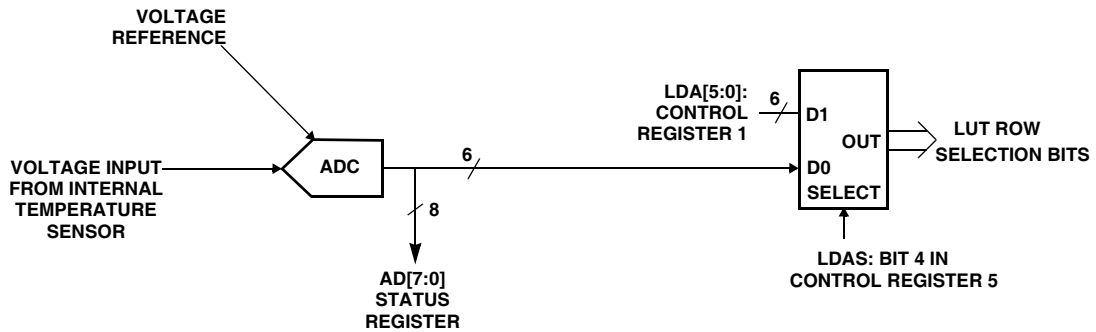 VOLTAGE
REFERENCE
ADC
VOLTAGE INPUT
FROM INTERNAL
TEMPERATURE
SENSOR
6
8
AD[7:0]
STATUS
REGISTER
LDA[5:0]:
CONTROL
REGISTER 1
6
D1
OUT
D0
SELECT
LUT ROW
SELECTION BITS
LDAS: BIT 4 IN
CONTROL REGISTER 5